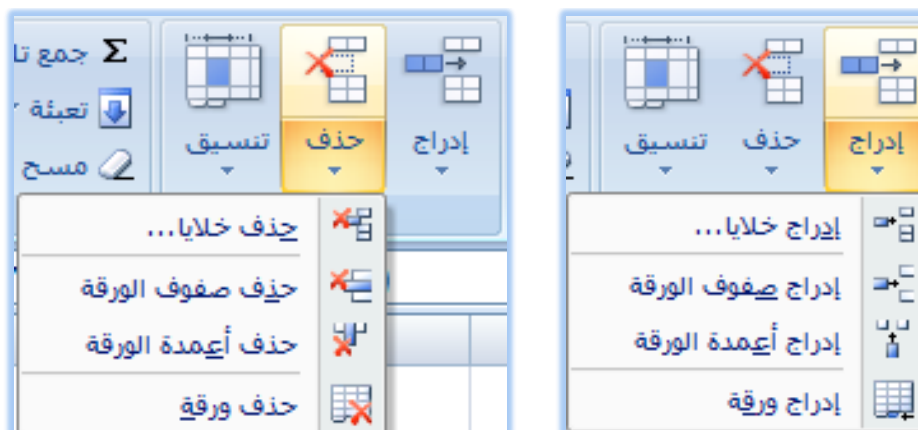 إدراج
حذف
تنسيق
إدراج خلايا...
إدراج صفوف الورقة
إدراج أعمدة الورقة
إدراج ورقة
إدراج
حذف
تنسيق
Σ جمع
تعبئة
مسح
حذف خلايا...
حذف صفوف الورقة
حذف أعمدة الورقة
حذف ورقة